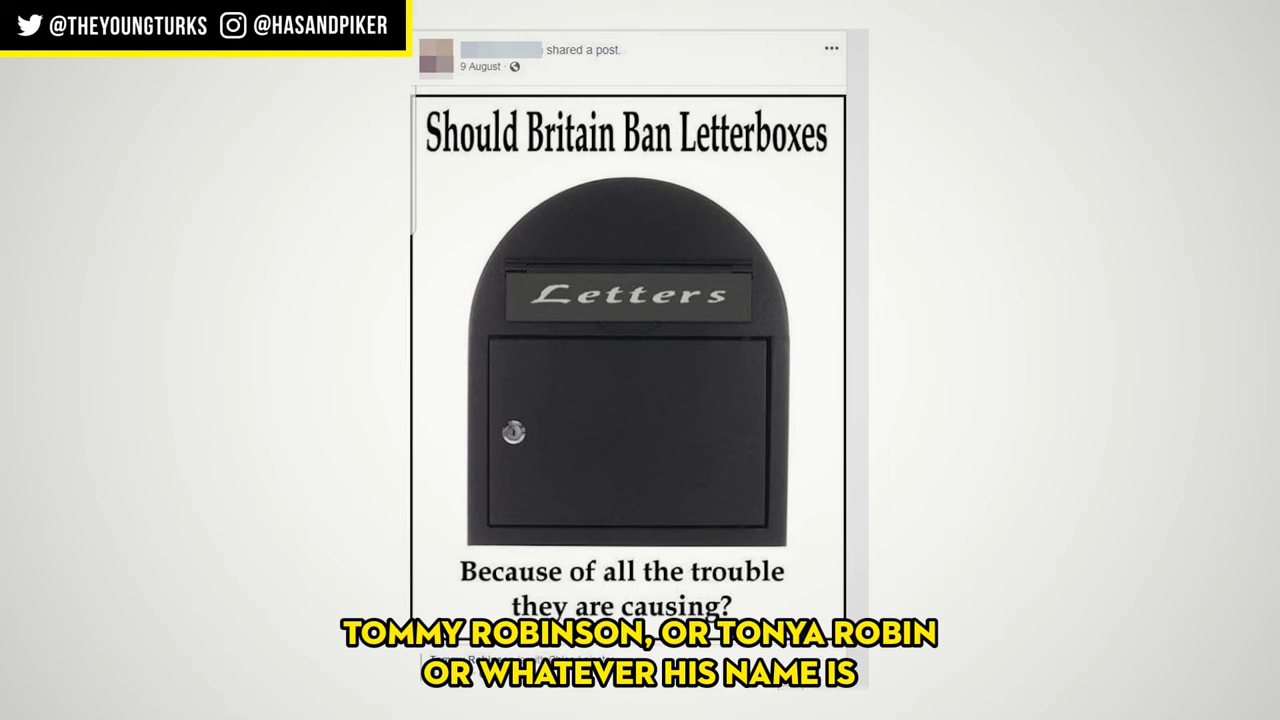 @THEYOUNGTURKS @HASANDPIKER
shared a post.
9 August
Should Britain Ban Letterboxes
Letters
Because of all the trouble
they are causing?
TOMMY ROBINSON, OR TONYA ROBIN
OR WHATEVER HIS NAME IS